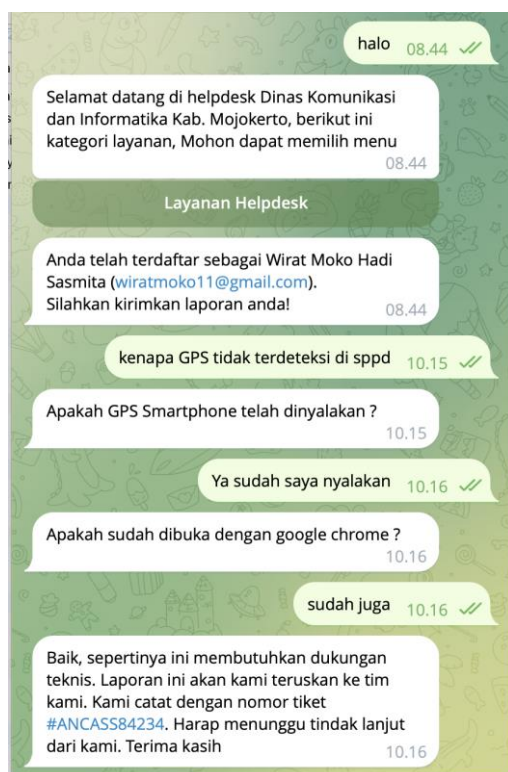 halo 08.44
Selamat datang di helpdesk Dinas Komunikasi
dan Informatika Kab. Mojokerto, berikut ini
kategori layanan, Mohon dapat memilih menu
08.44
Layanan Helpdesk
Anda telah terdaftar sebagai Wirat Moko Hadi
Sasmita (wiratmoko11@gmail.com).
Silahkan kirimkan laporan anda! 08.44
kenapa GPS tidak terdeteksi di sppd 10.15
Apakah GPS Smartphone telah dinyalakan ?
10.15
Ya sudah saya nyalakan 10.16
Apakah sudah dibuka dengan google chrome ?
10.16
sudah juga 10.16
Baik, sepertinya ini membutuhkan dukungan
teknis. Laporan ini akan kami teruskan ke tim
kami. Kami catat dengan nomor tiket
#ANCASS84234. Harap menunggu tindak lanjut
dari kami. Terima kasih 10.16